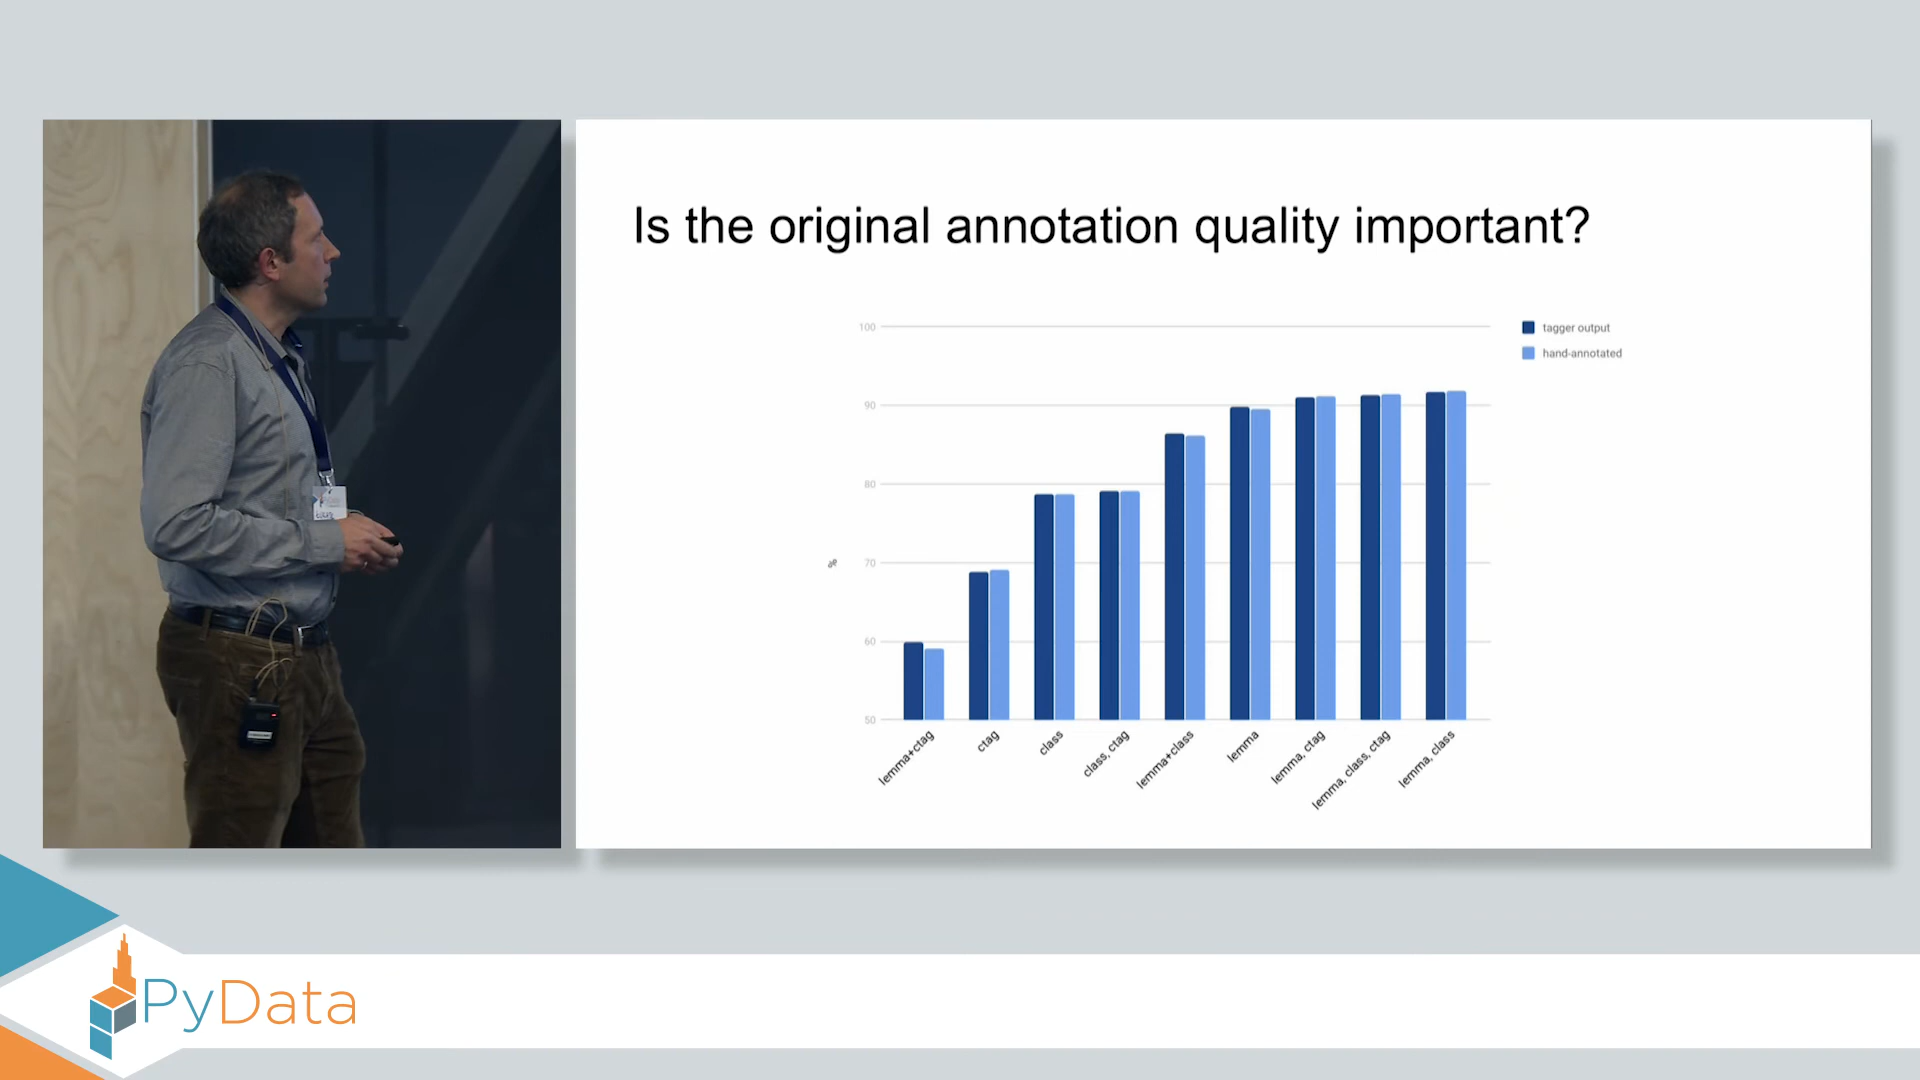 Is the original annotation quality important?
tagger output
hand-annotated
100
90
80
70
60
50
%
lemma+ctag
ctag
class
class, ctag
lemma+class
lemma
lemma, ctag
lemma, class, ctag
lemma, class
PyData